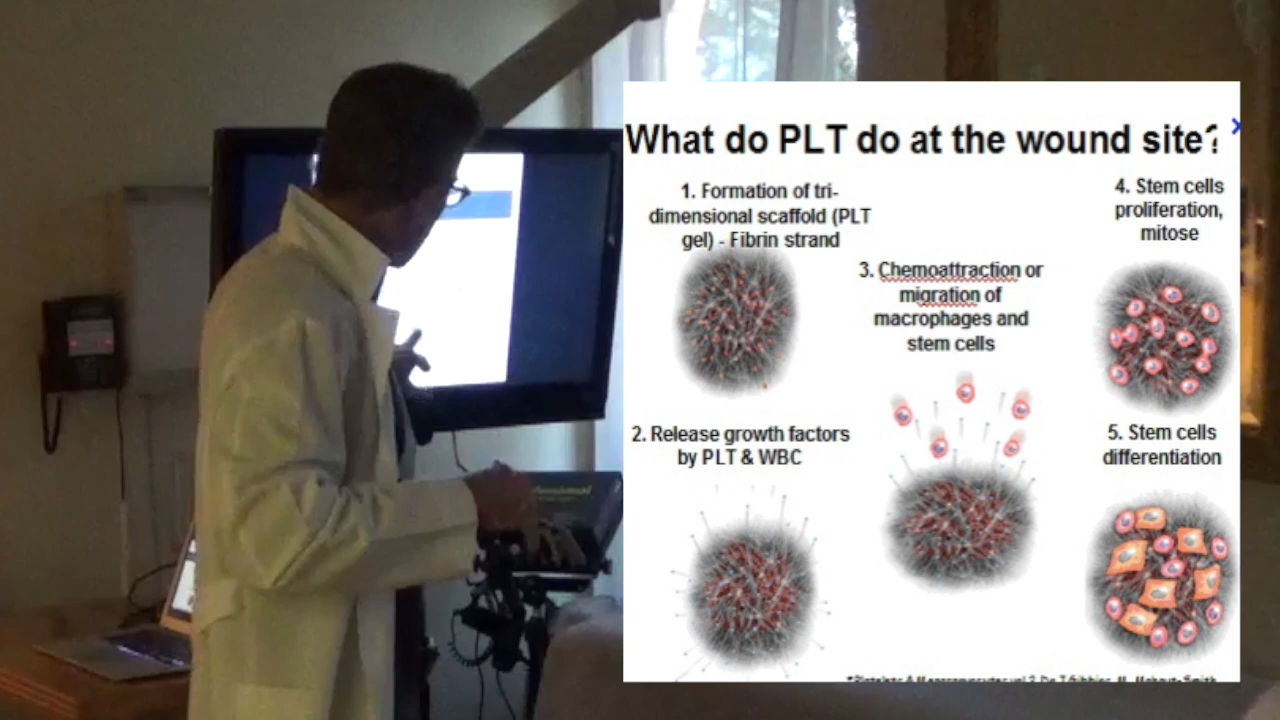 What do PLT do at the wound site?
1. Formation of tri-
dimensional scaffold (PLT
gel) - Fibrin strand
2. Release growth factors
by PLT & WBC
3. Chemoattraction or
migration of
macrophages and
stem cells
4. Stem cells
proliferation,
mitose
5. Stem cells
differentiation